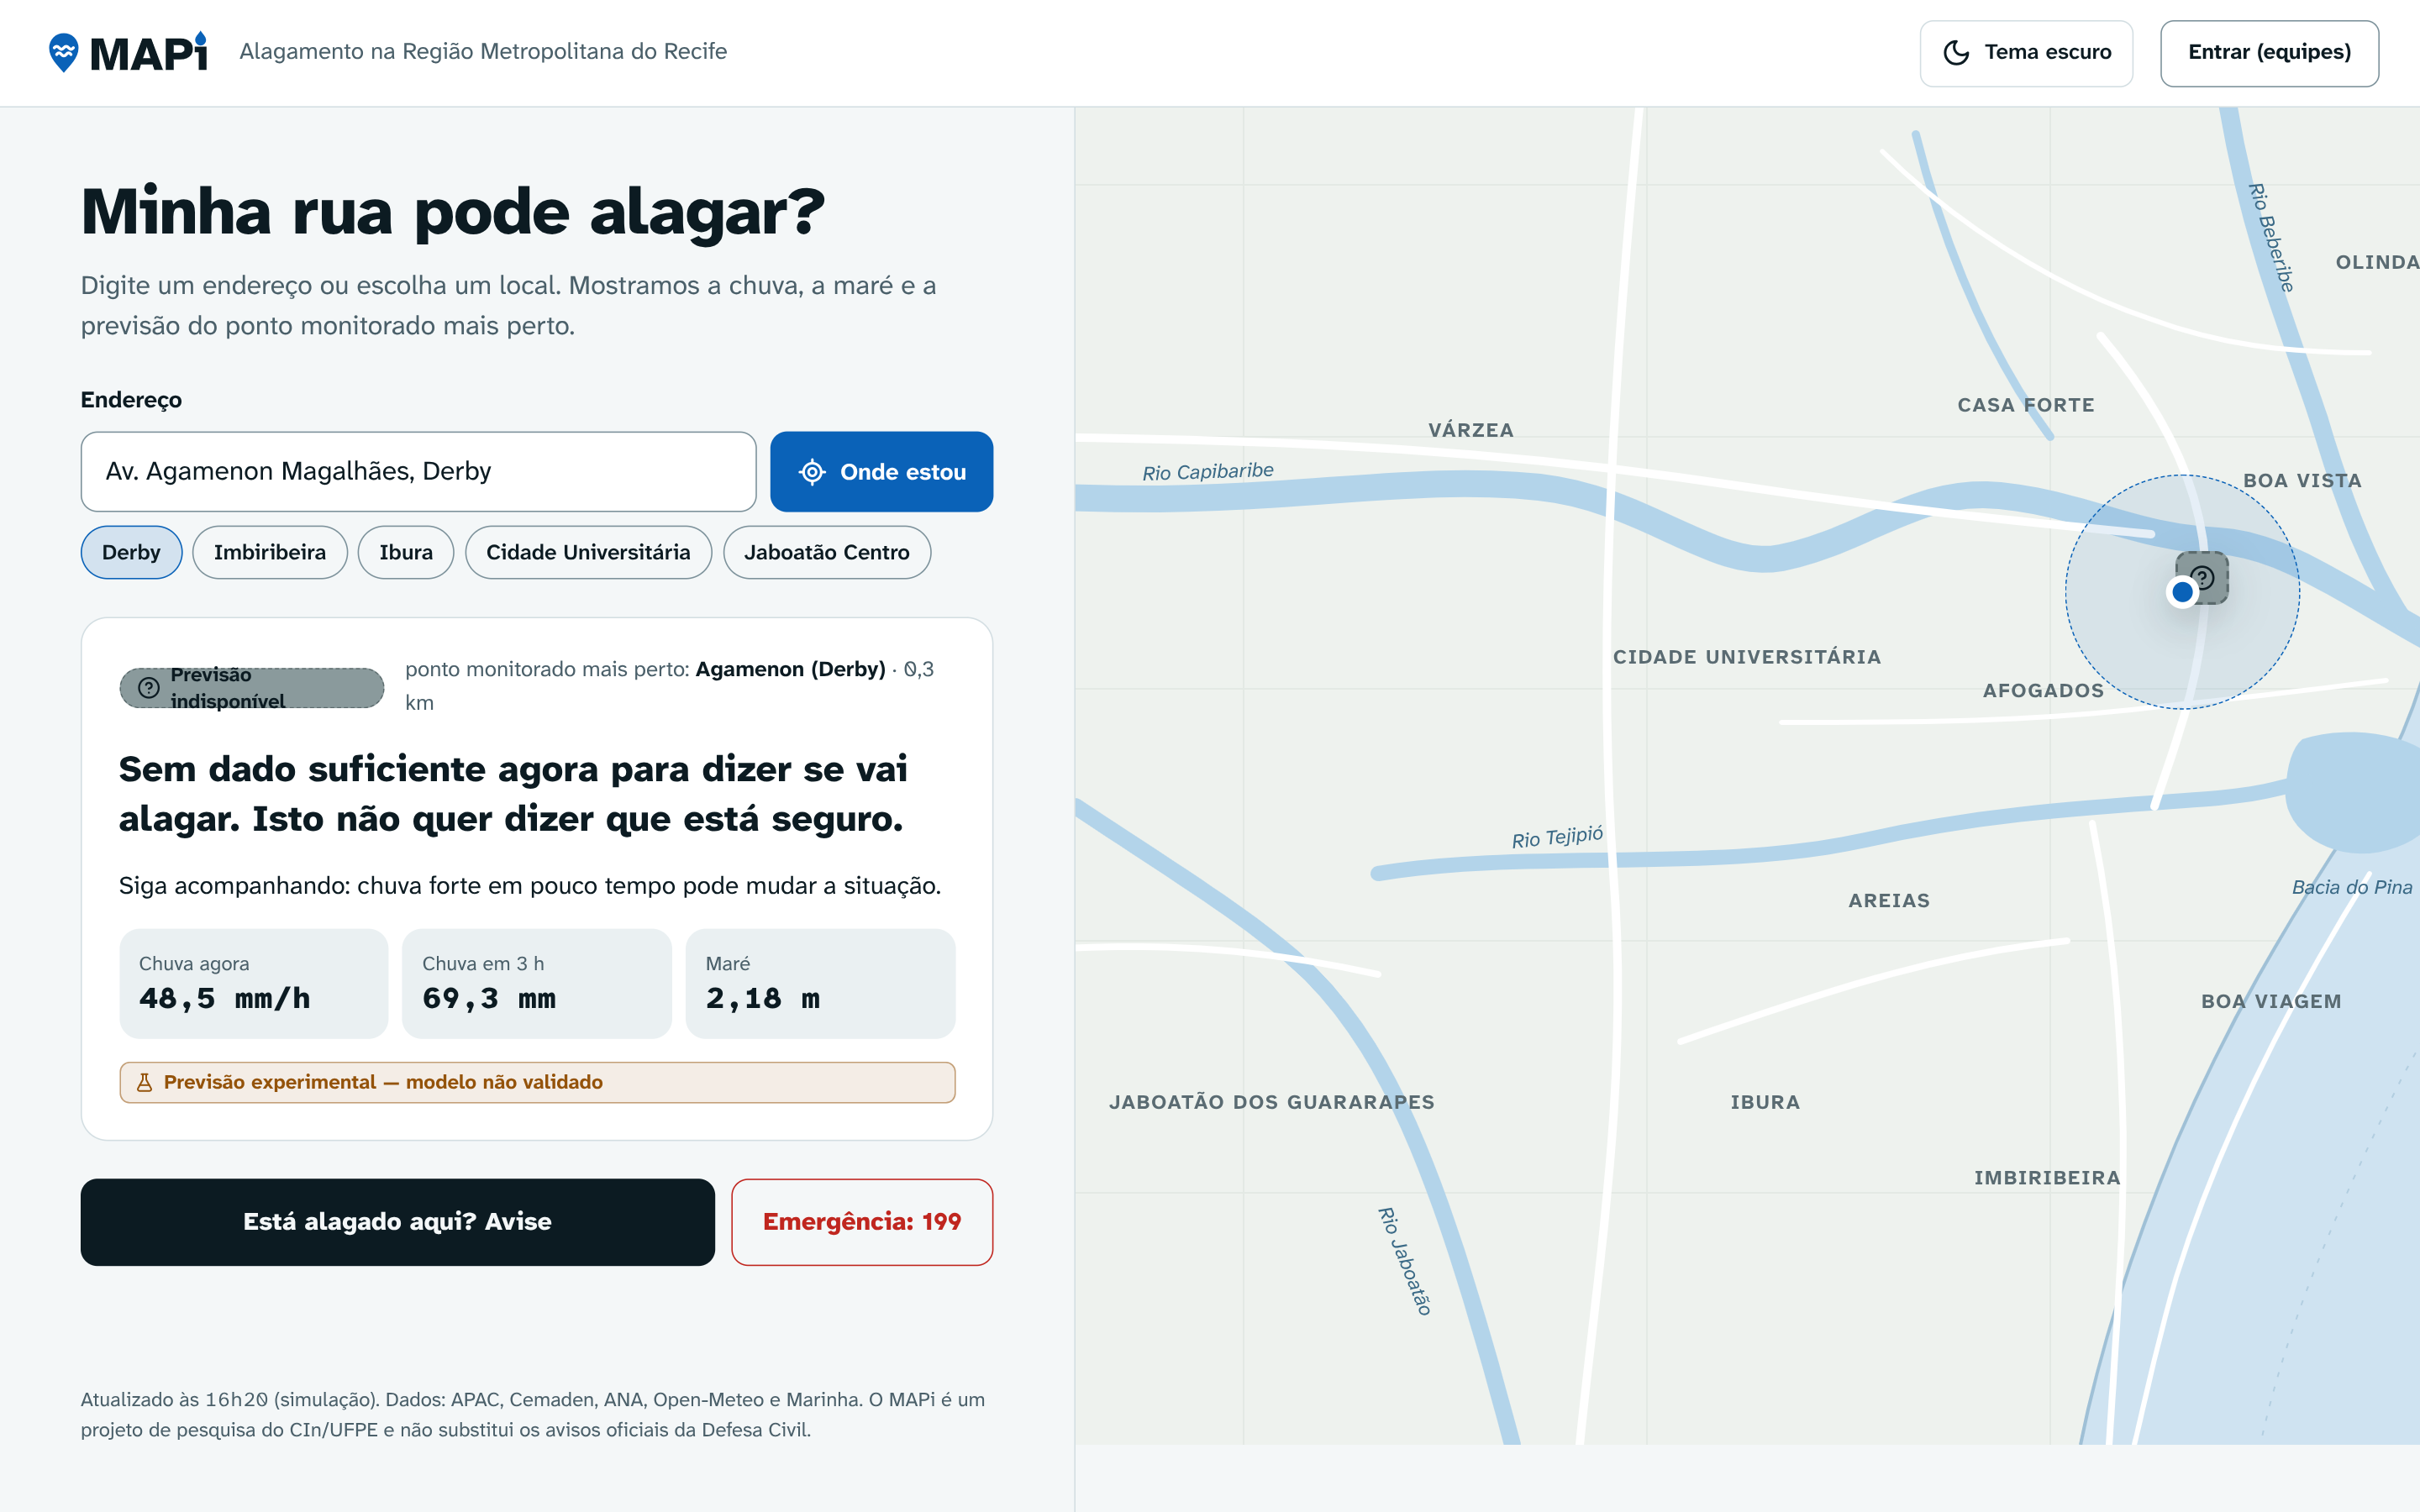 MAPi
Alagamento na Região Metropolitana do Recife
Tema escuro
Entrar (equipes)
Minha rua pode alagar?
Digite um endereço ou escolha um local. Mostramos a chuva, a maré e a
previsão do ponto monitorado mais perto.
Endereço
Av. Agamenon Magalhães, Derby
Onde estou
Derby
Imbiribeira
Ibura
Cidade Universitária
Jaboatão Centro
Previsão
indisponível
ponto monitorado mais perto: Agamenon (Derby) · 0,3
km
Sem dado suficiente agora para dizer se vai
alagar. Isto não quer dizer que está seguro.
Siga acompanhando: chuva forte em pouco tempo pode mudar a situação.
Chuva agora
48,5 mm/h
Chuva em 3 h
69,3 mm
Maré
2,18 m
Previsão experimental — modelo não validado
Está alagado aqui? Avise
Emergência: 199
Atualizado às 16h20 (simulação). Dados: APAC, Cemaden, ANA, Open-Meteo e Marinha. O MAPi é um
projeto de pesquisa do CIn/UFPE e não substitui os avisos oficiais da Defesa Civil.
Rio Beberibe
OLINDA
CASA FORTE
VÁRZEA
Rio Capibaribe
BOA VISTA
CIDADE UNIVERSITÁRIA
AFOGADOS
Rio Tejipió
Bacia do Pina
AREIAS
BOA VIAGEM
JABOATÃO DOS GUARARAPES
IBURA
IMBIRIBEIRA
Rio Jaboatão